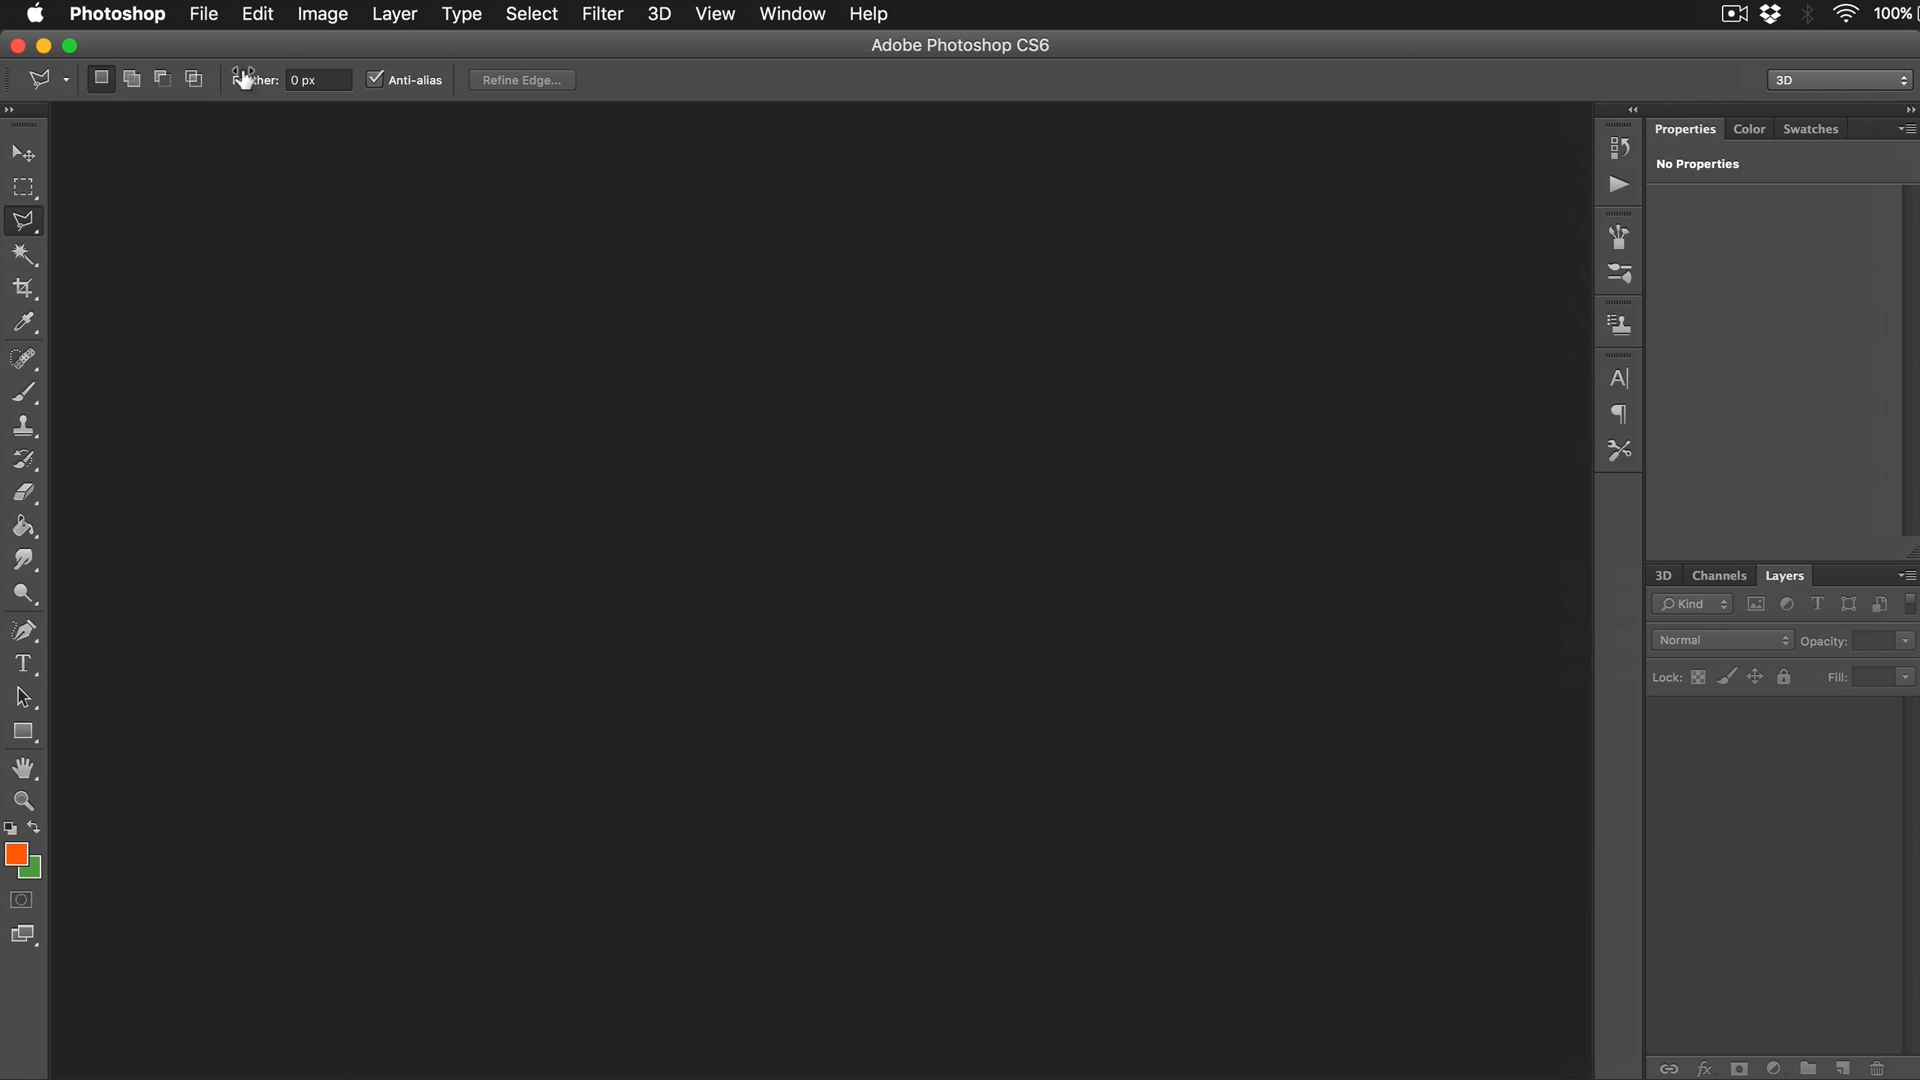 Photoshop File Edit Image Layer Type Select Filter 3D View Window Help 100%
Adobe Photoshop CS6
0 px Anti-alias Refine Edge... 3D
Properties Color Swatches
No Properties
3D Channels Layers
Kind
Normal Opacity:
Lock: Fill: